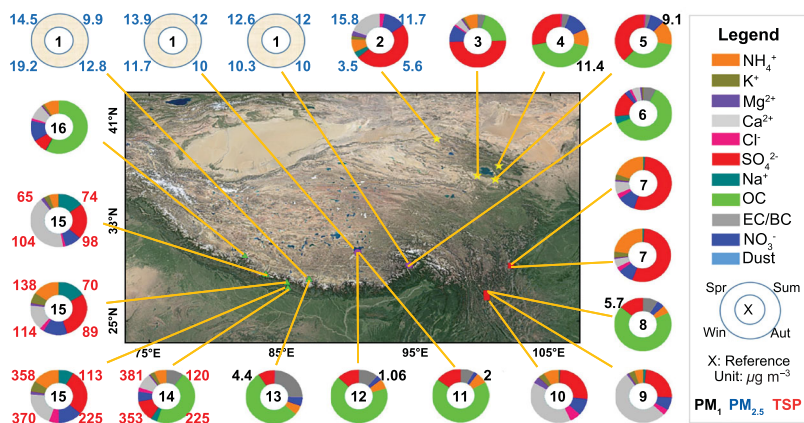 14.5 9.9 13.9 12 12.6 12 15.8 11.7 9.1
1 1 1 2 3 4 5
19.2 12.8 11.7 10 10.3 10 3.5 5.6 11.4
16
6
65 74
15
104 98
7
138 70
15
114 89
7
5.7
8
358 113
15
370 225
381 120
14
353 225
4.4
13
1.06
12
2
11
10
9
41°N
33°N
25°N
75°E 85°E 95°E 105°E
Legend
NH₄⁺
K⁺
Mg²⁺
Ca²⁺
Cl⁻
SO₄²⁻
Na⁺
OC
EC/BC
NO₃⁻
Dust
Spr Sum
X
Win Aut
X: Reference
Unit: µg m⁻³
PM₁ PM₂.₅ TSP